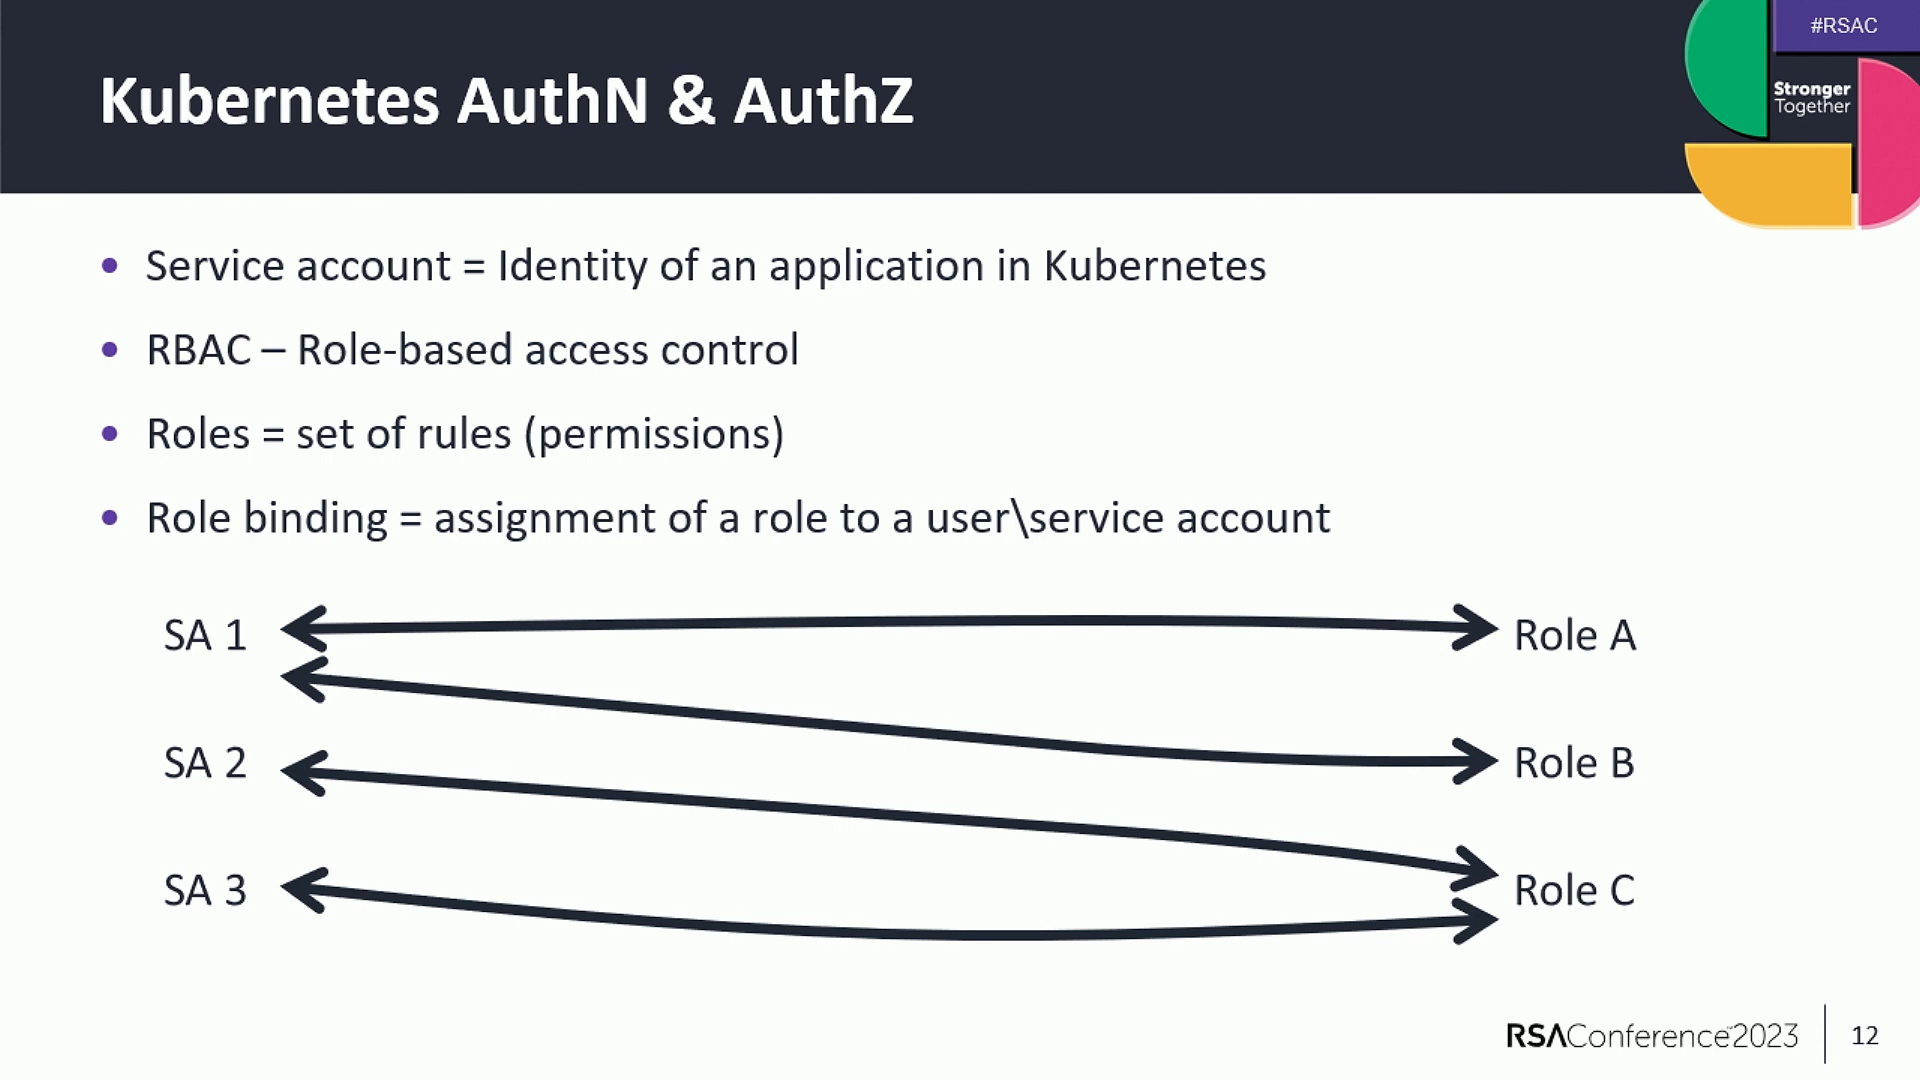 #RSAC
Kubernetes AuthN & AuthZ
Stronger
Together
• Service account = Identity of an application in Kubernetes
• RBAC – Role-based access control
• Roles = set of rules (permissions)
• Role binding = assignment of a role to a user\service account
SA 1 Role A
SA 2 Role B
SA 3 Role C
RSAConference™2023 12